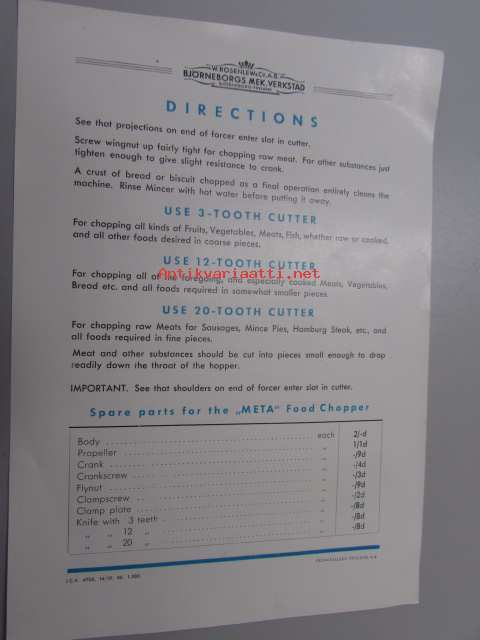 W. ROSENLEW & Co. A.B.
BJÖRNEBORGS MEK. VERKSTAD
BJÖRNEBORG FINLAND
DIRECTIONS
See that projections on end of forcer enter slot in cutter.
Screw wingnut up fairly tight for chopping raw meat. For other substances just
tighten enough to give slight resistance to crank.
A crust of bread or biscuit chopped as a final operation entirely cleans the
machine. Rinse Mincer with hot water before putting it away.
USE 3-TOOTH CUTTER
For chopping all kinds of Fruits, Vegetables, Meats, Fish, whether raw or cooked,
and all other foods desired in coarse pieces.
USE 12-TOOTH CUTTER
Antikvariaatti.net
For chopping all of the foregoing, and especially cooked Meats, Vegetables,
Bread etc. and all foods required in somewhat smaller pieces.
USE 20-TOOTH CUTTER
For chopping raw Meats for Sausages, Mince Pies, Hamburg Steak, etc., and
all foods required in fine pieces.
Meat and other substances should be cut into pieces small enough to drop
readily down the throat of the hopper.
IMPORTANT. See that shoulders on end of forcer enter slot in cutter.
Spare parts for the „META" Food Chopper
Body . . . . . each 2/-d
Propeller . . . . . „ 1/1d
Crank . . . . . „ -/9d
Crankscrew . . . . . „ -/4d
Flynut . . . . . „ -/3d
Clampscrew . . . . . „ -/9d
Clamp plate . . . . . „ -/2d
Knife with 3 teeth . . . . . „ -/8d
„ „ 12 „ . . . . . „ -/8d
„ „ 20 „ . . . . . „ -/8d